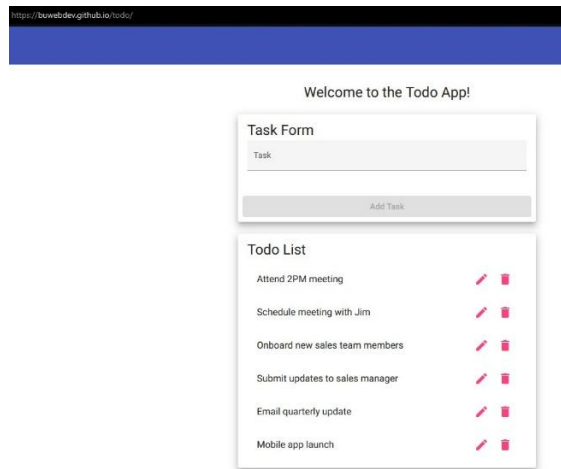 https://buwebdev.github.io/todo/
Welcome to the Todo App!
Task Form
Task
Add Task
Todo List
Attend 2PM meeting
Schedule meeting with Jim
Onboard new sales team members
Submit updates to sales manager
Email quarterly update
Mobile app launch